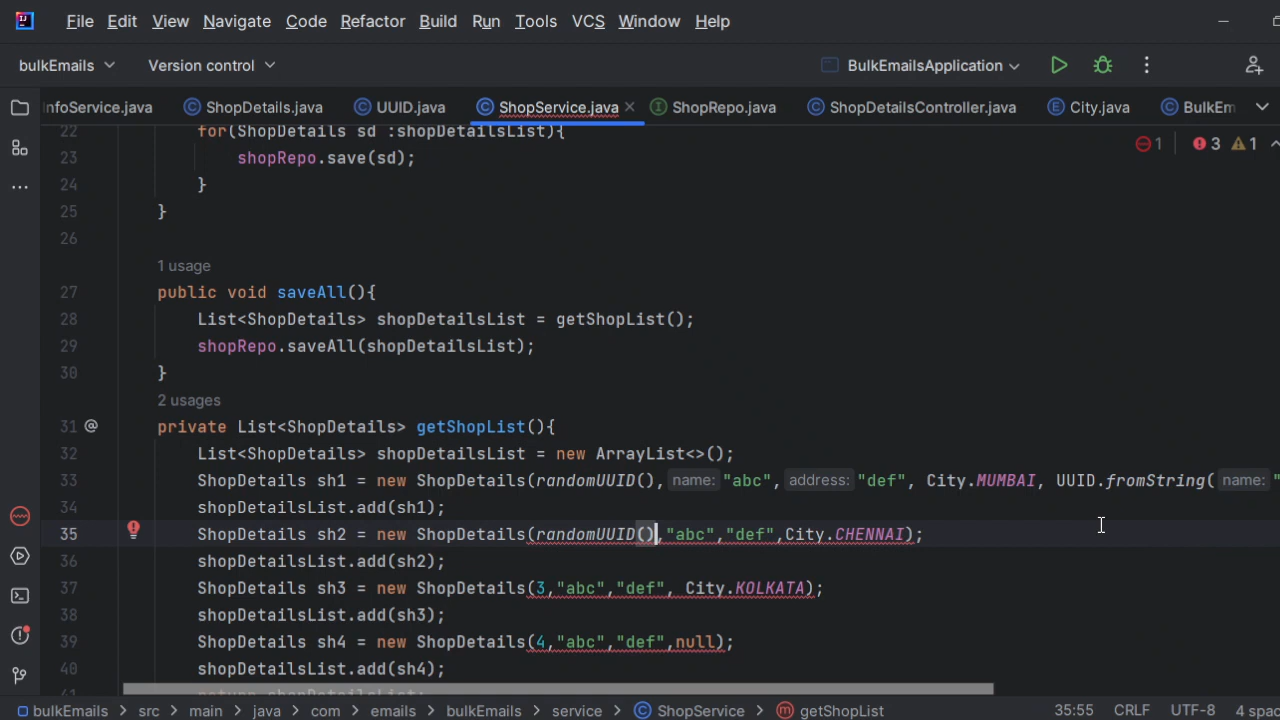 File Edit View Navigate Code Refactor Build Run Tools VCS Window Help
bulkEmails Version control BulkEmailsApplication
nfoService.java ShopDetails.java UUID.java ShopService.java ShopRepo.java ShopDetailsController.java City.java BulkEm
22 for(ShopDetails sd :shopDetailsList){
23 shopRepo.save(sd);
24 }
25 }
26
1 usage
27 public void saveAll(){
28 List<ShopDetails> shopDetailsList = getShopList();
29 shopRepo.saveAll(shopDetailsList);
30 }
2 usages
31 @ private List<ShopDetails> getShopList(){
32 List<ShopDetails> shopDetailsList = new ArrayList<>();
33 ShopDetails sh1 = new ShopDetails(randomUUID(), name: "abc", address: "def", City.MUMBAI, UUID.fromString( name: "
34 shopDetailsList.add(sh1);
35 ShopDetails sh2 = new ShopDetails(randomUUID(),"abc","def",City.CHENNAI);
36 shopDetailsList.add(sh2);
37 ShopDetails sh3 = new ShopDetails(3,"abc","def", City.KOLKATA);
38 shopDetailsList.add(sh3);
39 ShopDetails sh4 = new ShopDetails(4,"abc","def",null);
40 shopDetailsList.add(sh4);
41 return shopDetailsList;
1 3 1
bulkEmails > src > main > java > com > emails > bulkEmails > service > ShopService > getShopList 35:55 CRLF UTF-8 4 spac